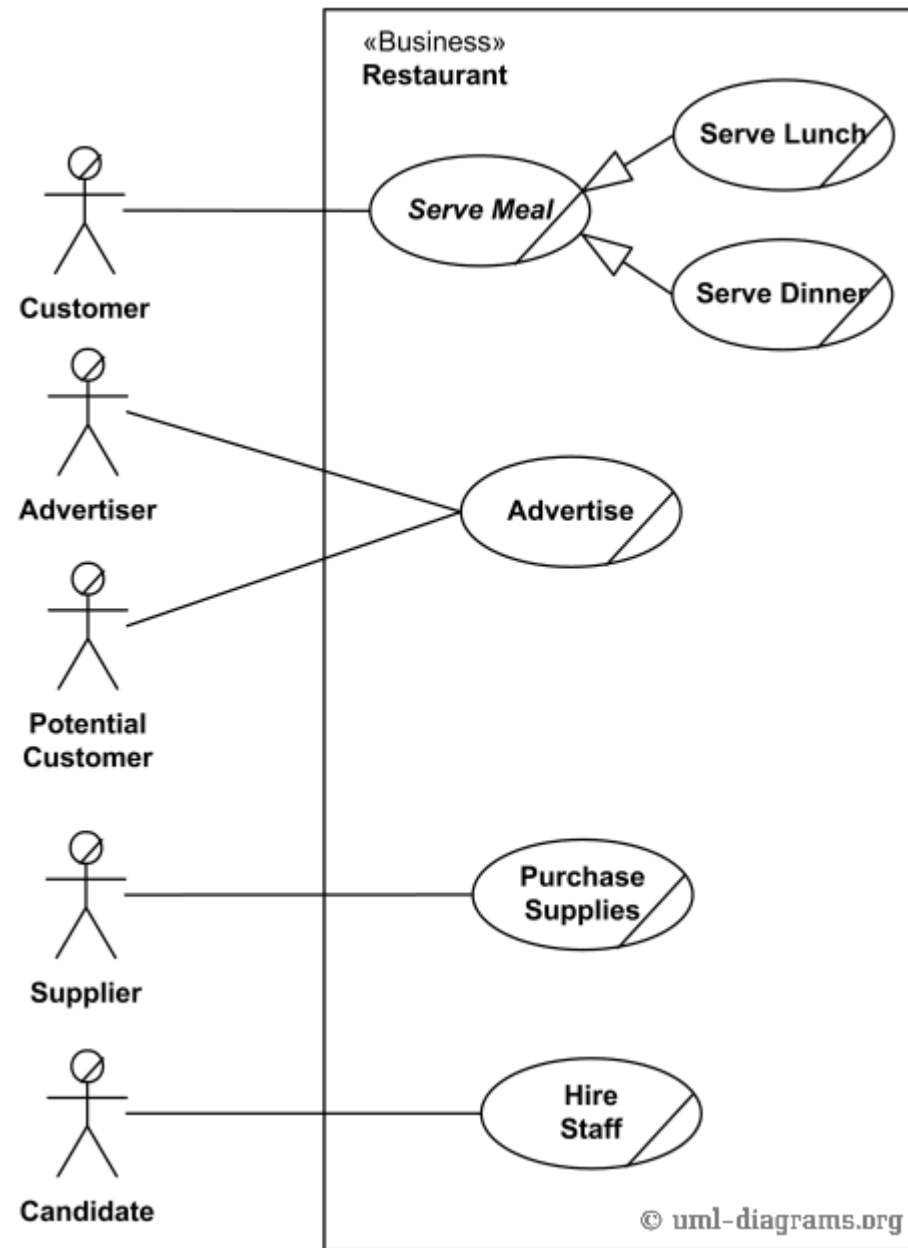 «Business»
Restaurant
Serve Lunch
Serve Meal
Serve Dinner
Customer
Advertiser
Advertise
Potential
Customer
Purchase
Supplies
Supplier
Hire
Staff
Candidate
© uml-diagrams.org